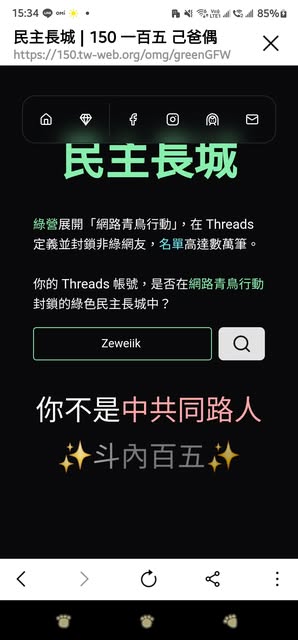 15:34
85%
民主長城 | 150 一百五 己爸偶
https://150.tw-web.org/omg/greenGFW
民主長城
綠營展開「網路青鳥行動」，在 Threads
定義並封鎖非綠網友，名單高達數萬筆。
你的 Threads 帳號，是否在網路青鳥行動
封鎖的綠色民主長城中？
Zeweiik
你不是中共同路人
✨斗內百五✨